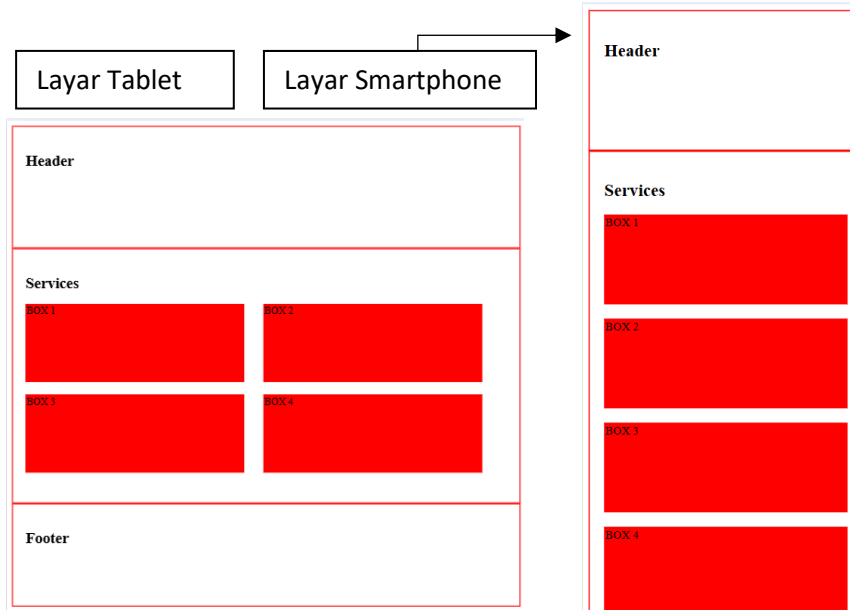 Layar Tablet
Layar Smartphone
Header
Services
BOX 1
BOX 2
BOX 3
BOX 4
Footer
Header
Services
BOX 1
BOX 2
BOX 3
BOX 4